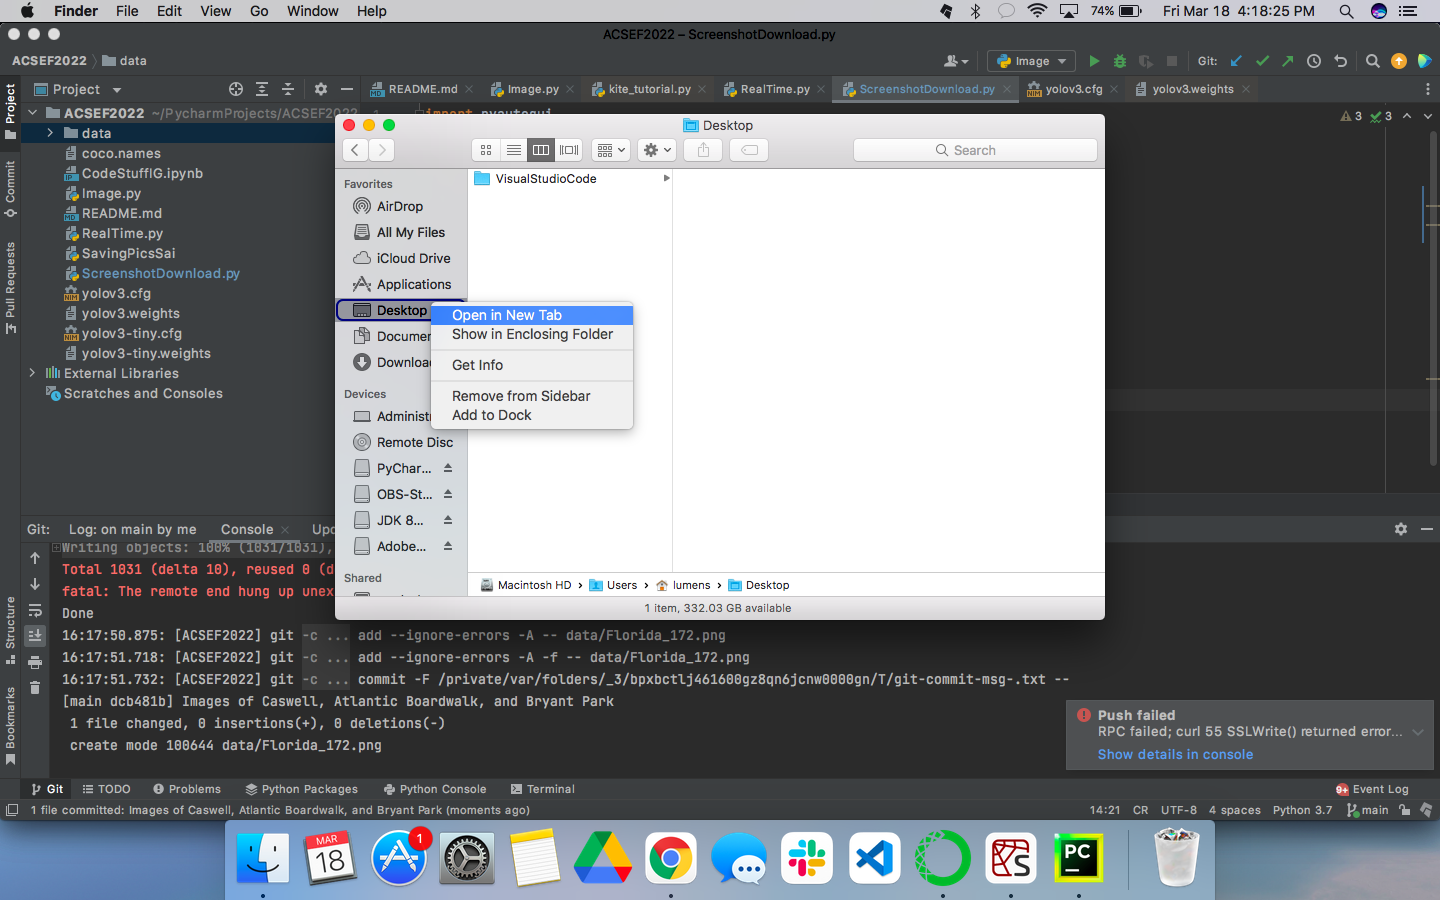 Finder File Edit View Go Window Help 74% Fri Mar 18 4:18:25 PM
ACSEF2022 – ScreenshotDownload.py
ACSEF2022 data Image Git:
Project README.md Image.py kite_tutorial.py RealTime.py ScreenshotDownload.py yolov3.cfg yolov3.weights
ACSEF2022 ~/PycharmProjects/ACSEF2022
import pyautogui
3 3
data
coco.names
CodeStuffIG.ipynb
Image.py
README.md
RealTime.py
SavingPicsSai
ScreenshotDownload.py
yolov3.cfg
yolov3.weights
yolov3-tiny.cfg
yolov3-tiny.weights
External Libraries
Scratches and Consoles
Project
Commit
Pull Requests
Structure
Bookmarks
Desktop
Search
Favorites
AirDrop
All My Files
iCloud Drive
Applications
Desktop
Documen
Downloa
Devices
Administr
Remote Disc
PyChar...
OBS-St...
JDK 8...
Adobe...
Shared
VisualStudioCode
Open in New Tab
Show in Enclosing Folder
Get Info
Remove from Sidebar
Add to Dock
Macintosh HD › Users › lumens › Desktop
1 item, 332.03 GB available
Git: Log: on main by me Console Upd
Writing objects: 100% (1031/1031),
Total 1031 (delta 10), reused 0 (d
fatal: The remote end hung up unex
Done
16:17:50.875: [ACSEF2022] git -c ... add --ignore-errors -A -- data/Florida_172.png
16:17:51.718: [ACSEF2022] git -c ... add --ignore-errors -A -f -- data/Florida_172.png
16:17:51.732: [ACSEF2022] git -c ... commit -F /private/var/folders/_3/bpxbctlj461600gz8qn6jcnw0000gn/T/git-commit-msg-.txt --
[main dcb481b] Images of Caswell, Atlantic Boardwalk, and Bryant Park
1 file changed, 0 insertions(+), 0 deletions(-)
create mode 100644 data/Florida_172.png
Push failed
RPC failed; curl 55 SSLWrite() returned error...
Show details in console
Git TODO Problems Python Packages Python Console Terminal 9+ Event Log
1 file committed: Images of Caswell, Atlantic Boardwalk, and Bryant Park (moments ago) 14:21 CR UTF-8 4 spaces Python 3.7 main
MAR
18
1
PC